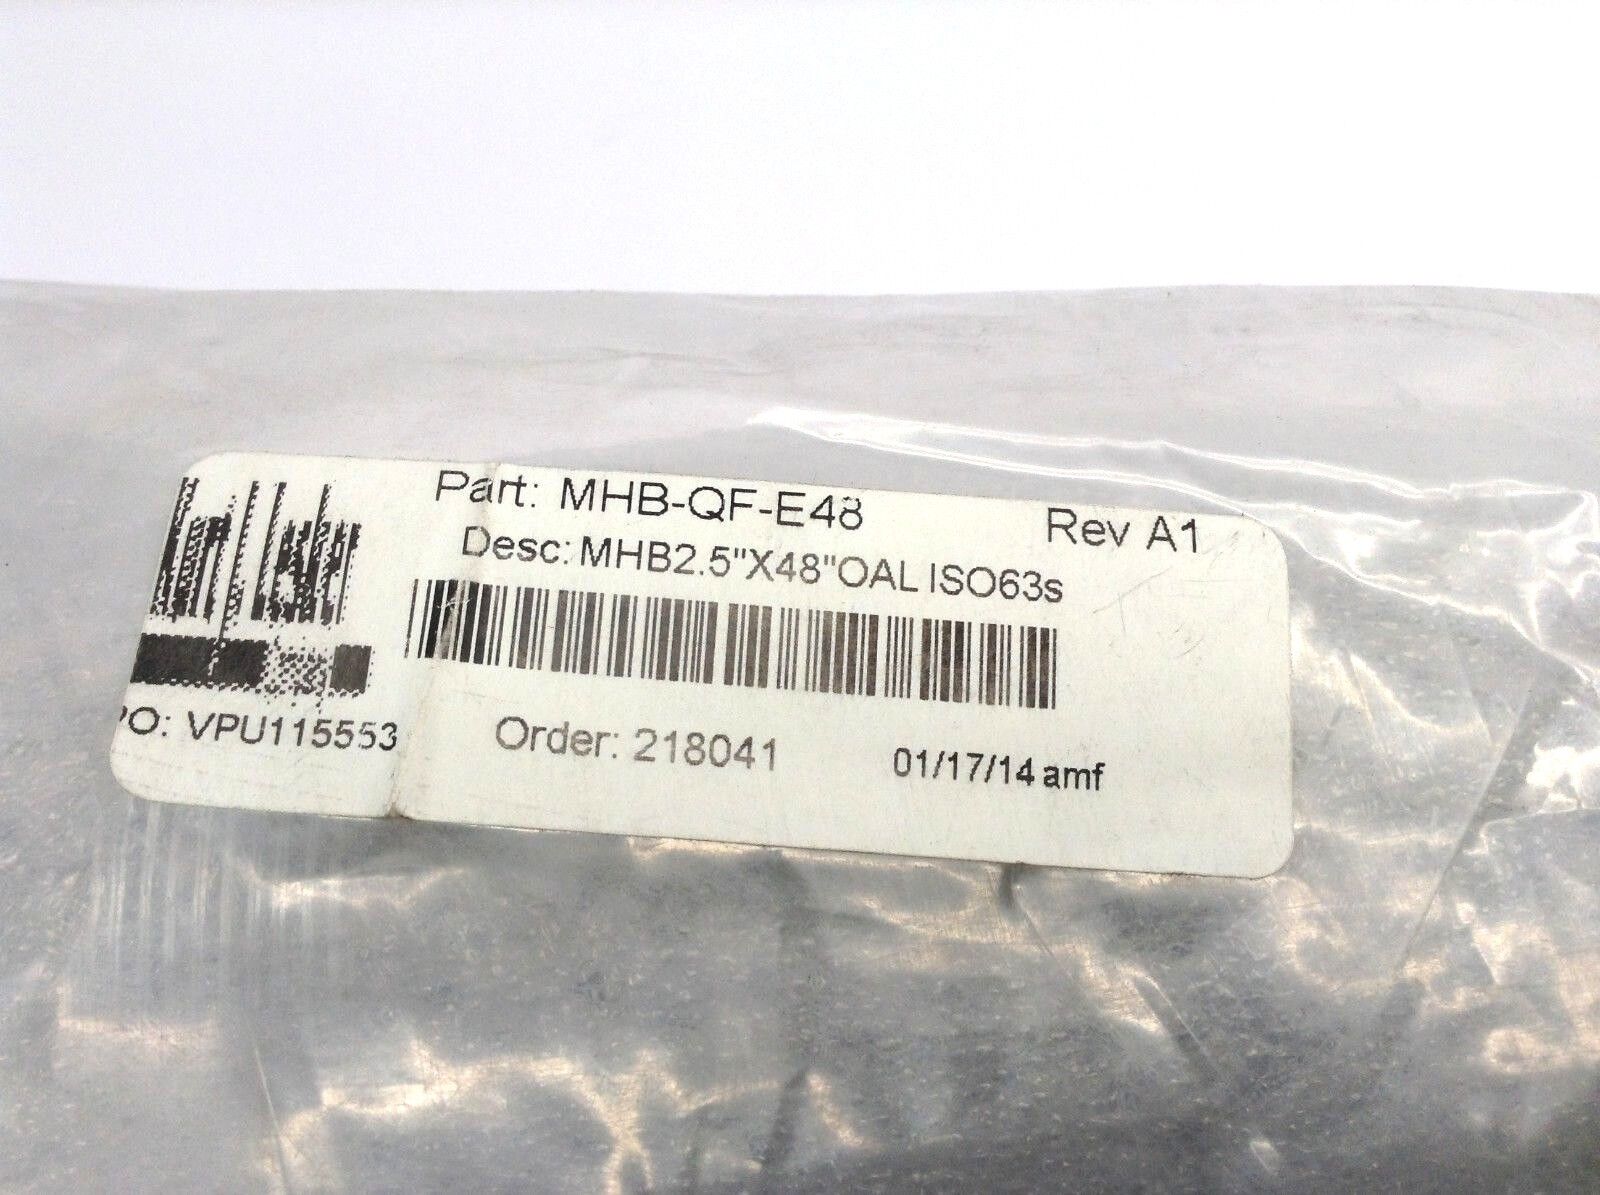 Part: MHB-QF-E48 Rev A1
Desc: MHB2.5"X48"OAL ISO63s
PO: VPU115553 Order: 218041 01/17/14 amf